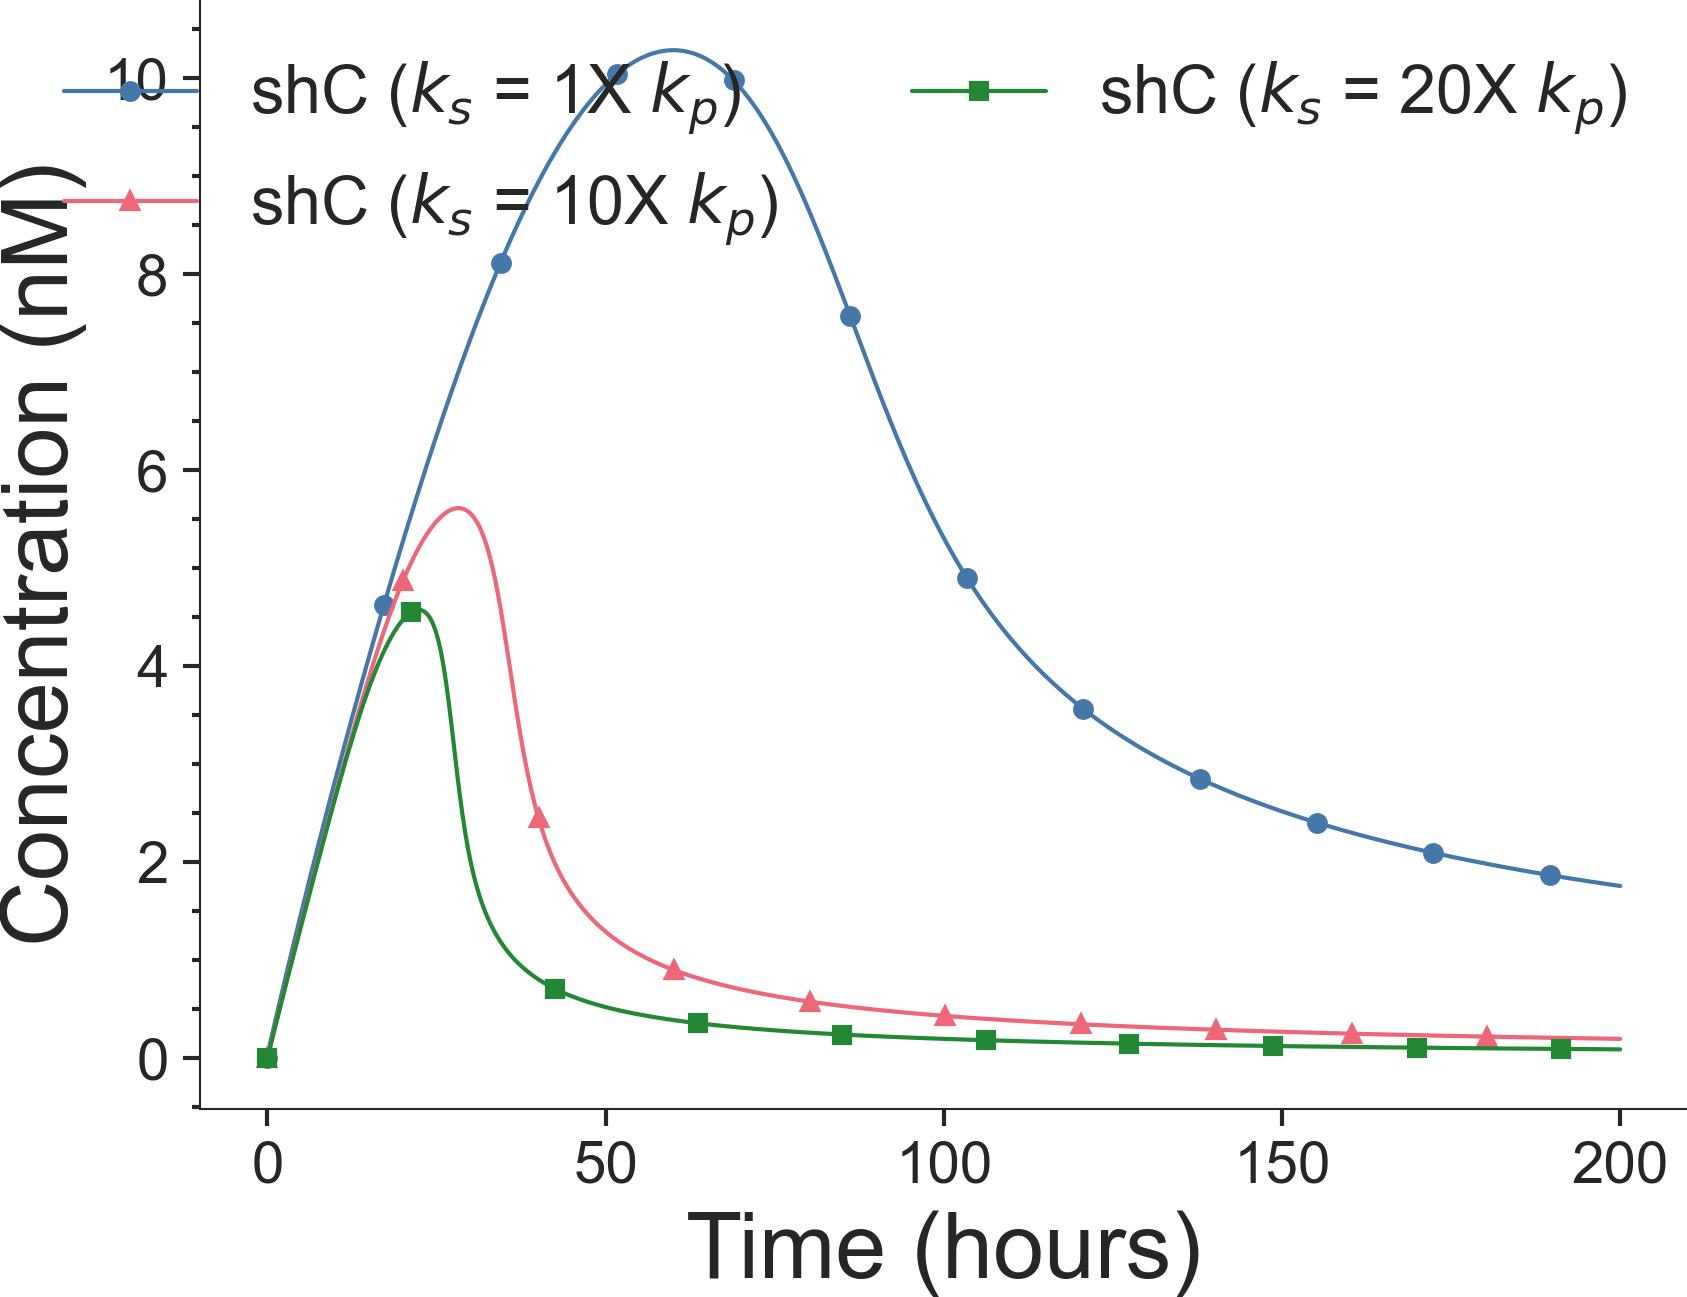 shC (kₛ = 1X kₚ)
shC (kₛ = 20X kₚ)
shC (kₛ = 10X kₚ)
Concentration (nM)
10
8
6
4
2
0
0 50 100 150 200
Time (hours)